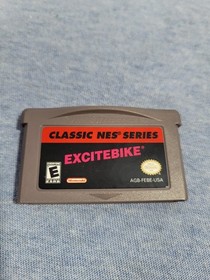 CLASSIC NES® SERIES
EXCITEBIKE®
E
Nintendo
AGB-FEBE-USA